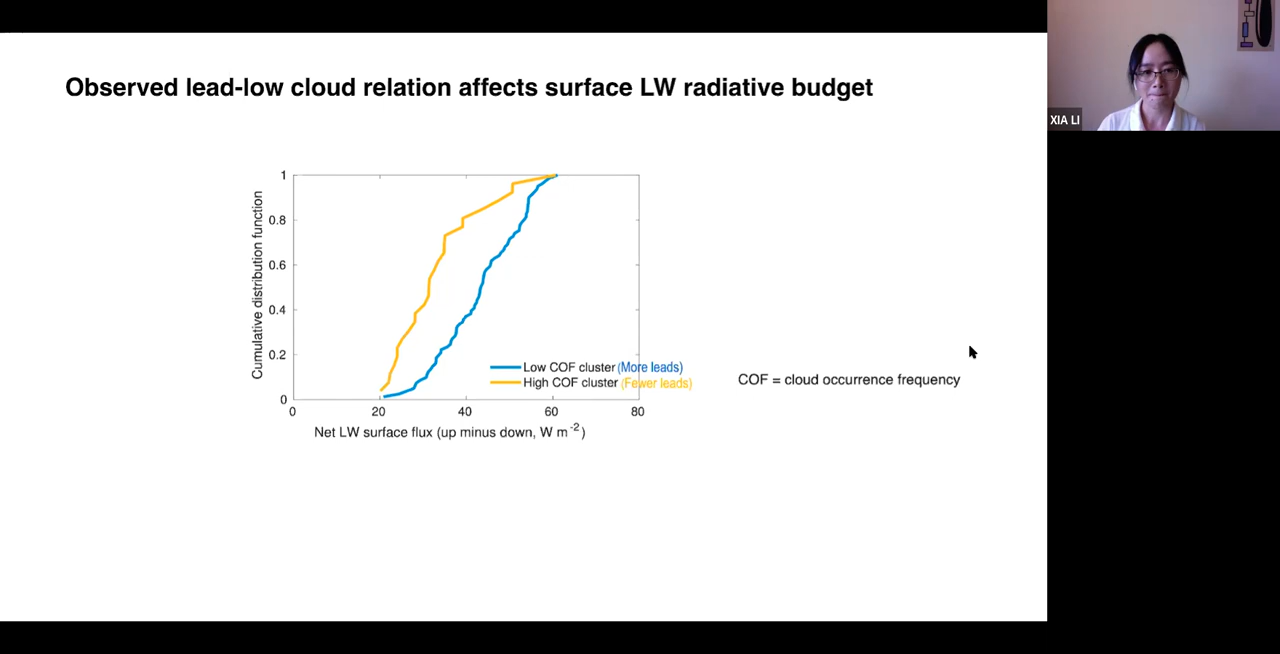 Observed lead-low cloud relation affects surface LW radiative budget
XIA LI
Cumulative distribution function
1
0.8
0.6
0.4
0.2
0
0 20 40 60 80
Net LW surface flux (up minus down, W m-2)
Low COF cluster (More leads)
High COF cluster (Fewer leads)
COF = cloud occurrence frequency